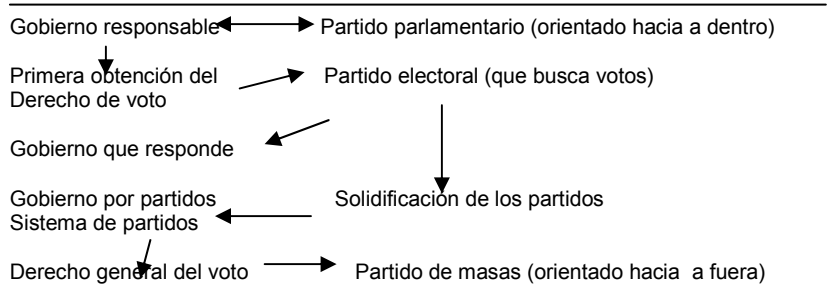 Gobierno responsable Partido parlamentario (orientado hacia a dentro)
Primera obtención del Partido electoral (que busca votos)
Derecho de voto
Gobierno que responde
Gobierno por partidos Solidificación de los partidos
Sistema de partidos
Derecho general del voto Partido de masas (orientado hacia a fuera)